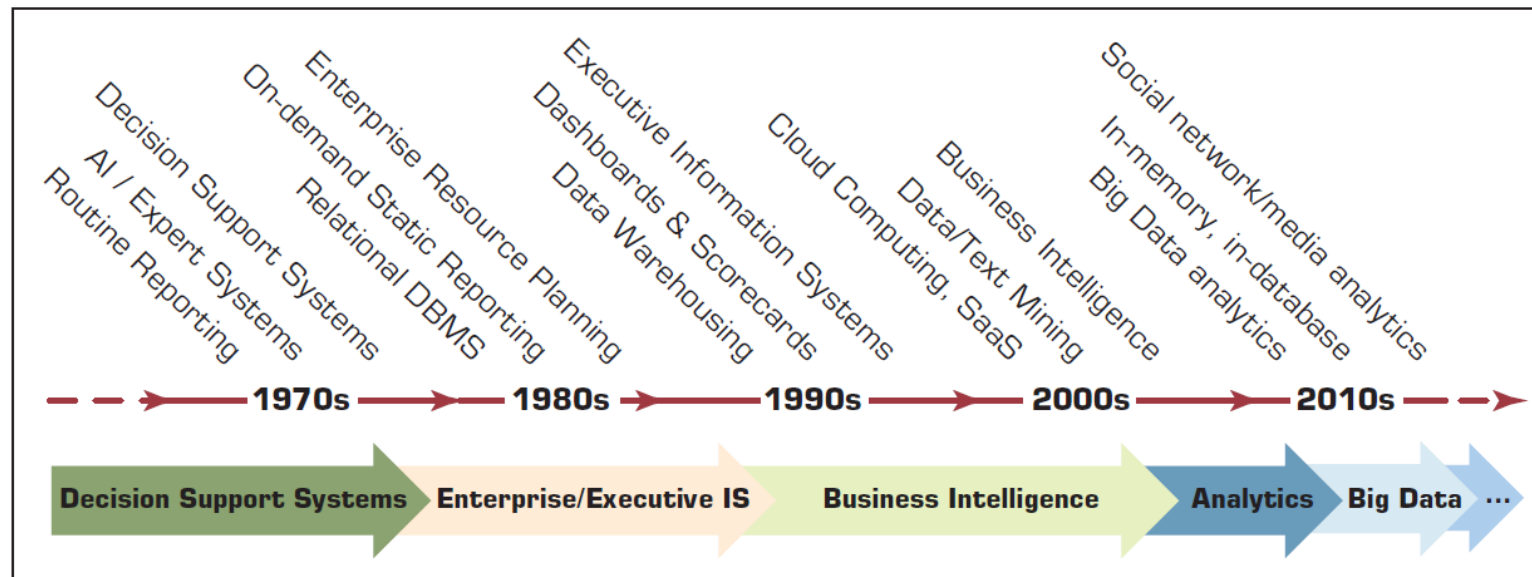 Routine Reporting
AI / Expert Systems
Decision Support Systems
Relational DBMS
On-demand Static Reporting
Enterprise Resource Planning
Data Warehousing
Dashboards & Scorecards
Executive Information Systems
Cloud Computing, SaaS
Data/Text Mining
Business Intelligence
Big Data analytics
In-memory, in-database
Social network/media analytics
1970s
1980s
1990s
2000s
2010s
Decision Support Systems
Enterprise/Executive IS
Business Intelligence
Analytics
Big Data
...